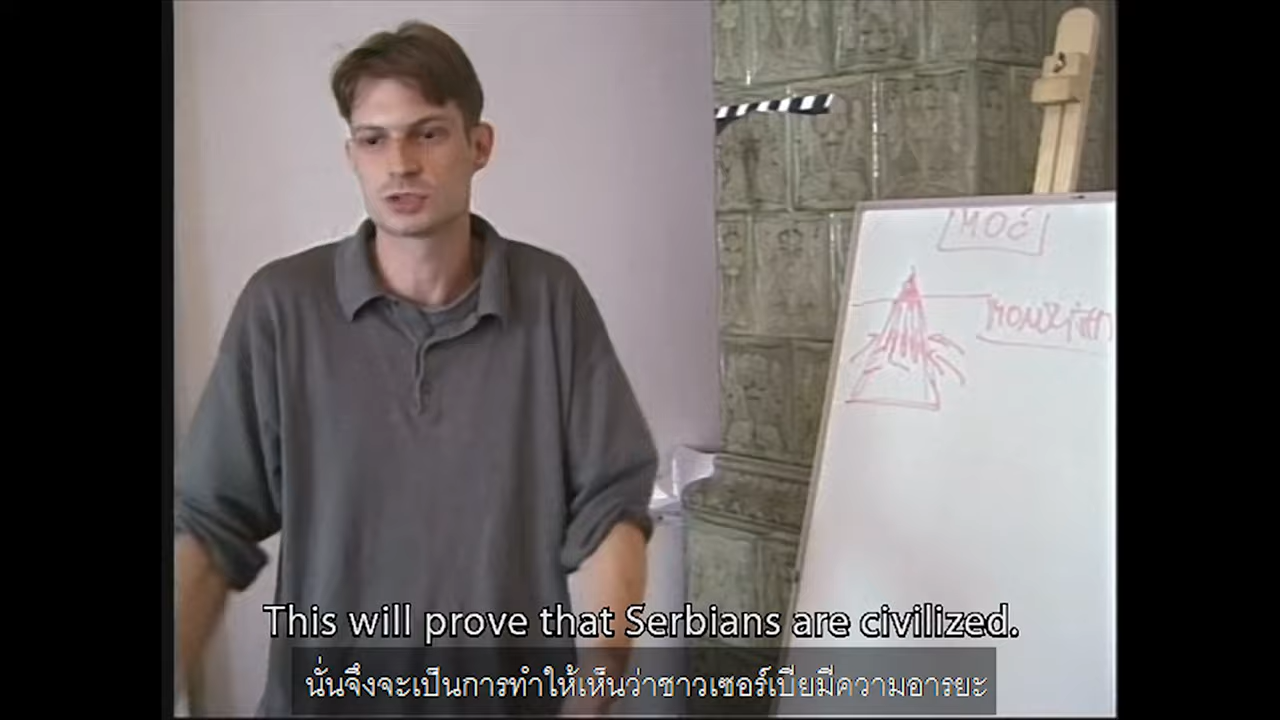 MOĆ
This will prove that Serbians are civilized.
นั่นจึงจะเป็นการทำให้เห็นว่าชาวเซอร์เบียมีความอารยะ